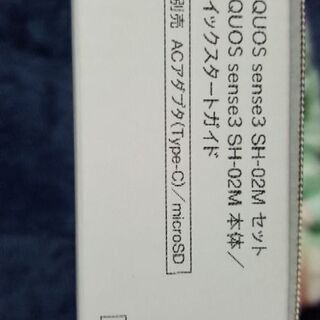 QUOS sense3 SH-02M セット
QUOS sense3 SH-02M 本体／
イックスタートガイド
別売 ACアダプタ(Type-C)／microSD